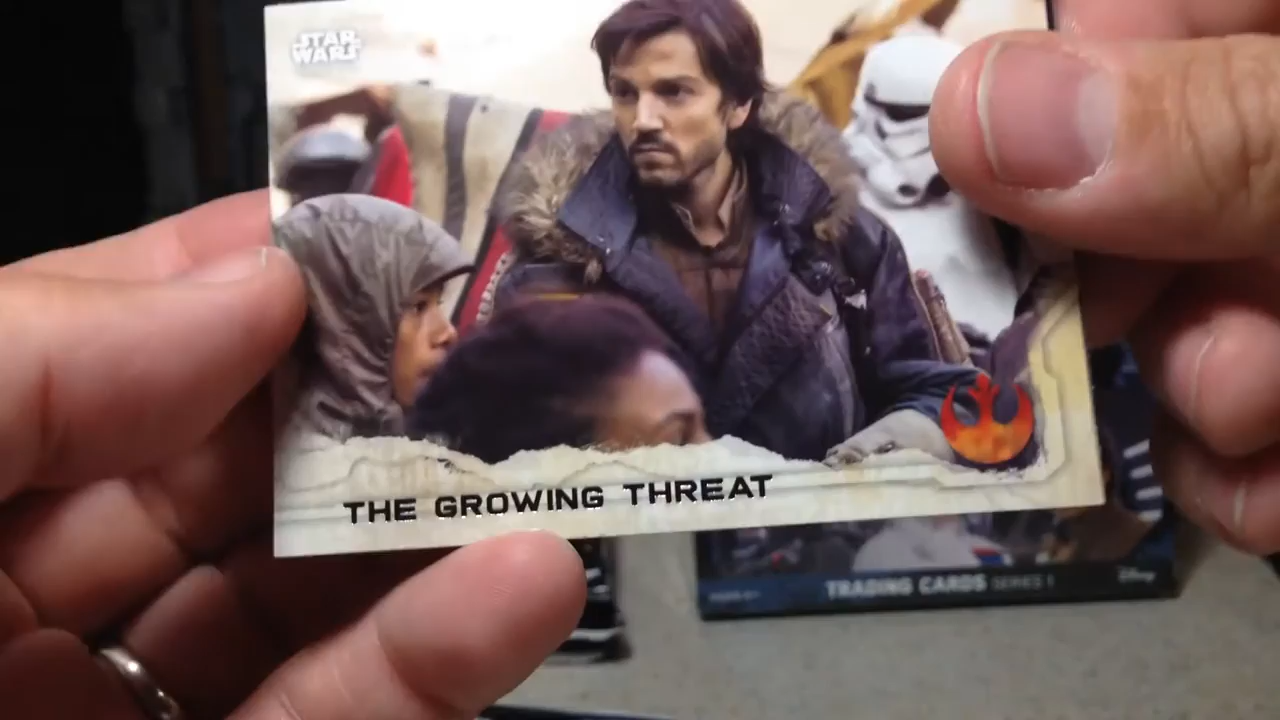 STAR
WARS
THE GROWING THREAT
TRADING CARDS SERIES 1
Disney